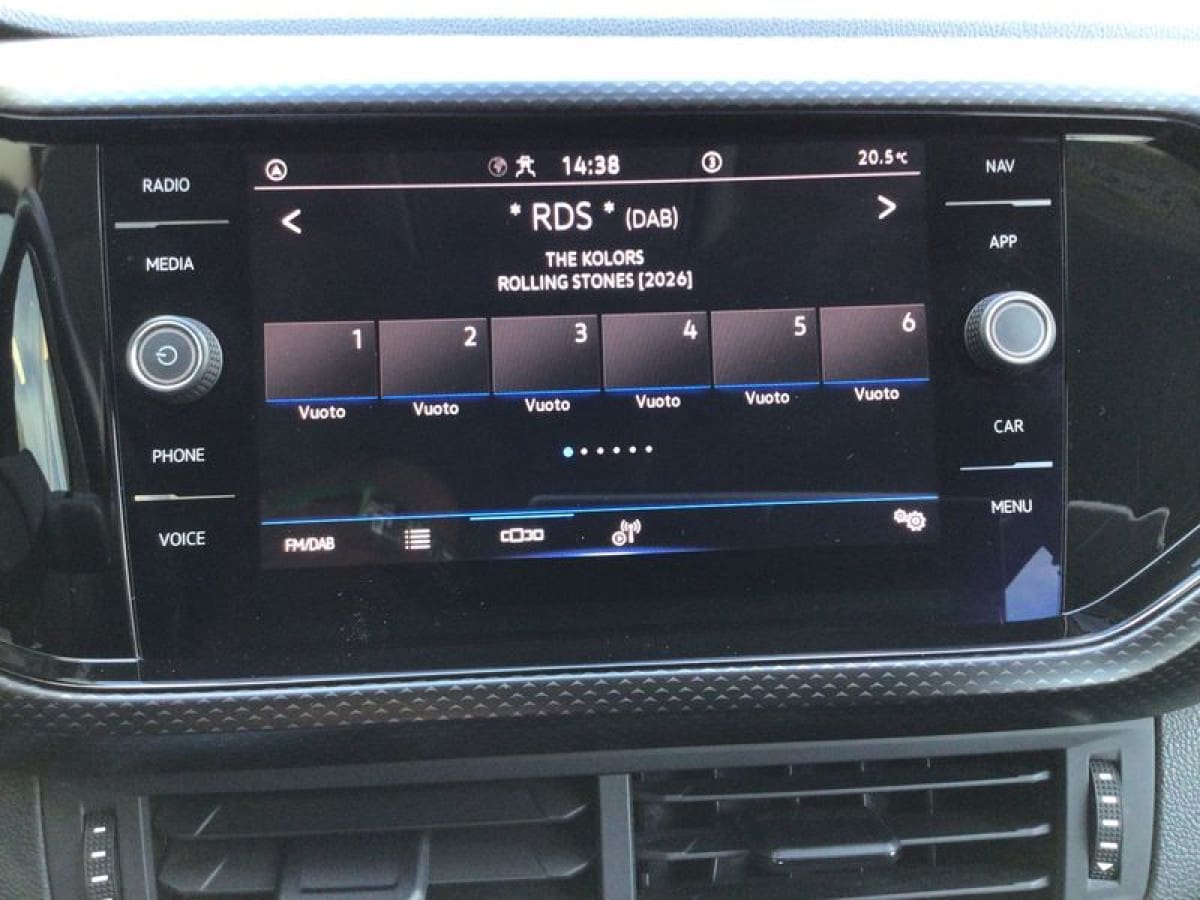 RADIO
MEDIA
PHONE
VOICE
14:38
3
20.5°C
< * RDS * (DAB) >
THE KOLORS
ROLLING STONES [2026]
1 2 3 4 5 6
Vuoto Vuoto Vuoto Vuoto Vuoto Vuoto
FM/DAB
NAV
APP
CAR
MENU